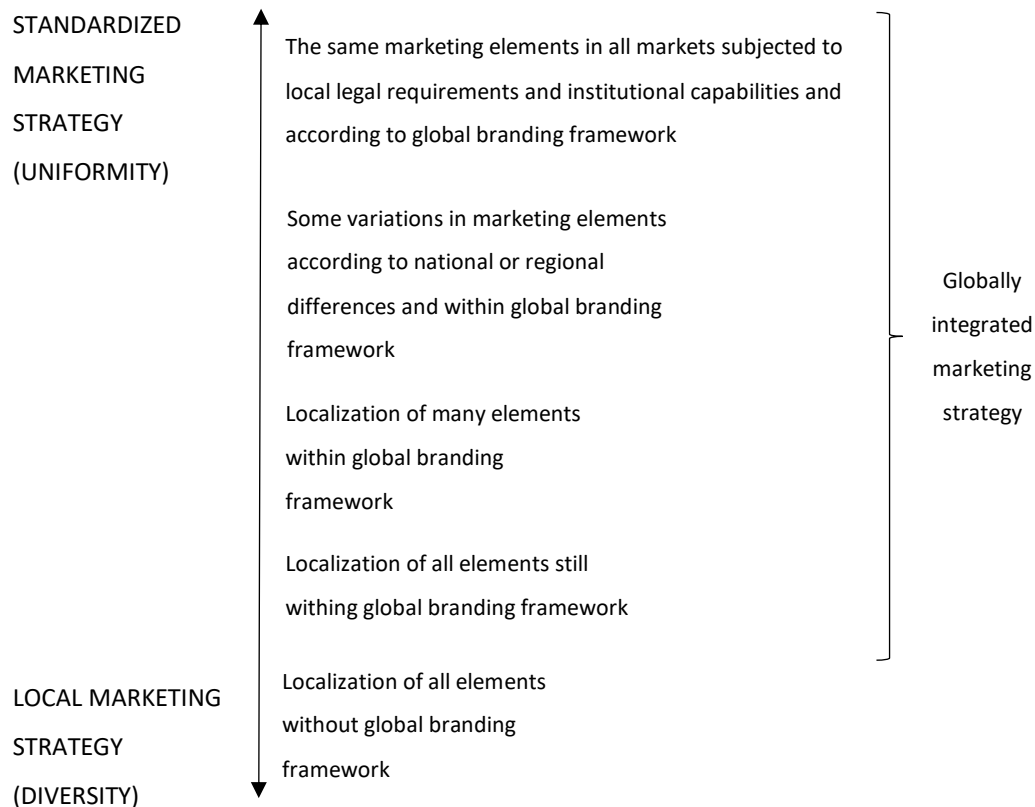 STANDARDIZED
MARKETING
STRATEGY
(UNIFORMITY)
The same marketing elements in all markets subjected to
local legal requirements and institutional capabilities and
according to global branding framework
Some variations in marketing elements
according to national or regional
differences and within global branding
framework
Localization of many elements
within global branding
framework
Localization of all elements still
withing global branding framework
Globally
integrated
marketing
strategy
LOCAL MARKETING
STRATEGY
(DIVERSITY)
Localization of all elements
without global branding
framework